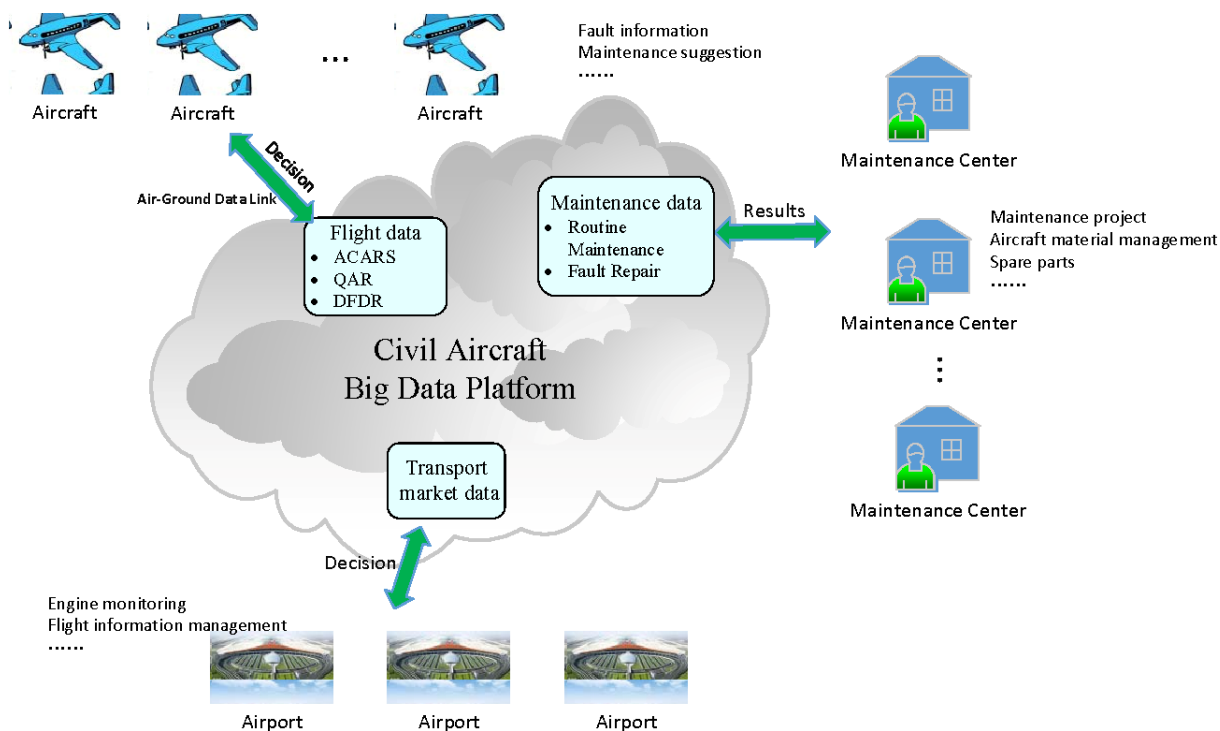 Fault information
Maintenance suggestion
......
...
Aircraft
Aircraft
Aircraft
Decision
Air-Ground Data Link
Flight data
• ACARS
• QAR
• DFDR
Maintenance data
• Routine
Maintenance
• Fault Repair
Results
Maintenance Center
Maintenance project
Aircraft material management
Spare parts
......
Maintenance Center
...
Maintenance Center
Civil Aircraft
Big Data Platform
Transport
market data
Decision
Engine monitoring
Flight information management
......
Airport
Airport
Airport